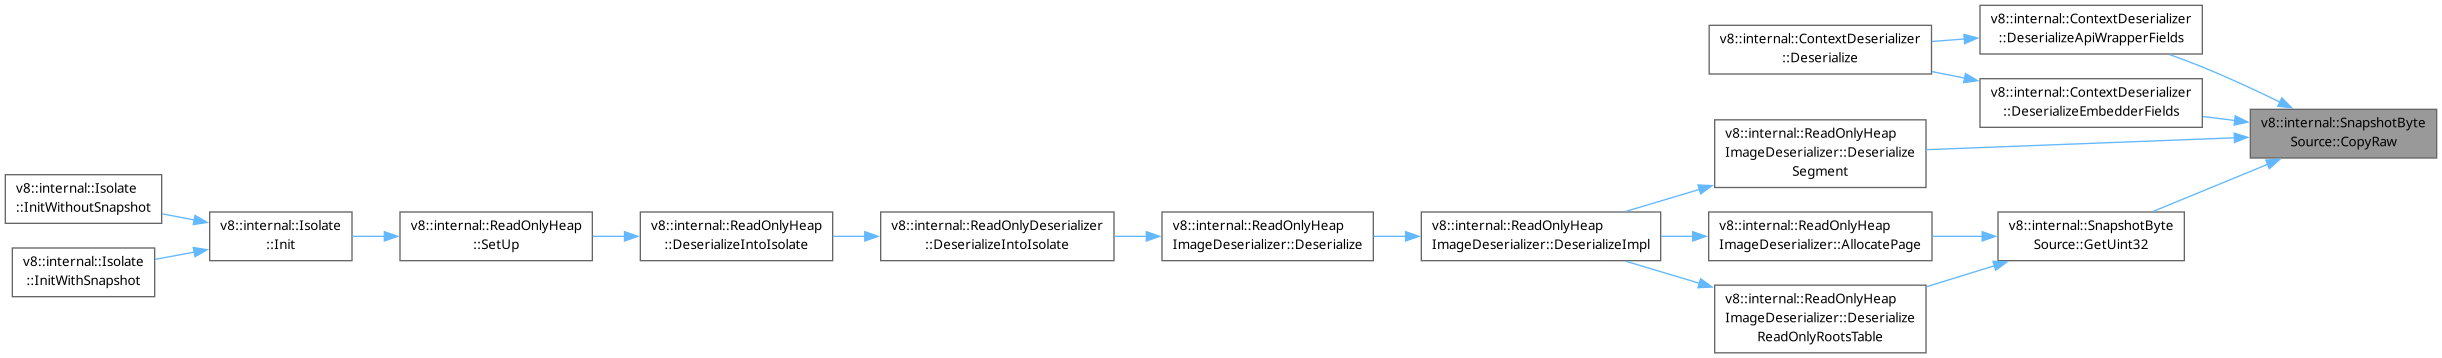 v8::internal::ContextDeserializer
::DeserializeApiWrapperFields
v8::internal::ContextDeserializer
::Deserialize
v8::internal::ContextDeserializer
::DeserializeEmbedderFields
v8::internal::SnapshotByte
Source::CopyRaw
v8::internal::ReadOnlyHeap
ImageDeserializer::Deserialize
Segment
v8::internal::Isolate
::InitWithoutSnapshot
v8::internal::Isolate
::Init
v8::internal::ReadOnlyHeap
::SetUp
v8::internal::ReadOnlyHeap
::DeserializeIntoIsolate
v8::internal::ReadOnlyDeserializer
::DeserializeIntoIsolate
v8::internal::ReadOnlyHeap
ImageDeserializer::Deserialize
v8::internal::ReadOnlyHeap
ImageDeserializer::DeserializeImpl
v8::internal::ReadOnlyHeap
ImageDeserializer::AllocatePage
v8::internal::SnapshotByte
Source::GetUint32
v8::internal::Isolate
::InitWithSnapshot
v8::internal::ReadOnlyHeap
ImageDeserializer::Deserialize
ReadOnlyRootsTable